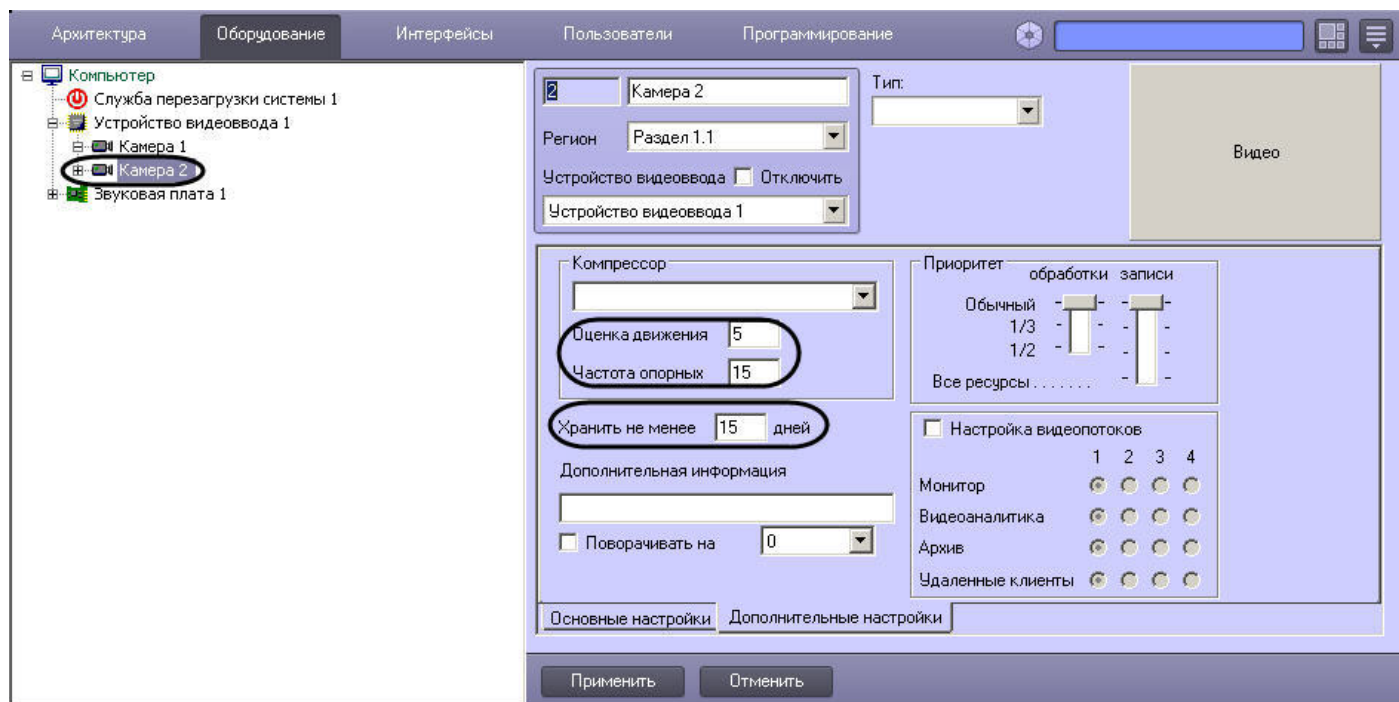 Архитектура Оборудование Интерфейсы Пользователи Программирование
Компьютер
Служба перезагрузки системы 1
Устройство видеоввода 1
Камера 1
Камера 2
Звуковая плата 1
2 Камера 2
Тип:
Регион Раздел 1.1
Устройство видеоввода Отключить
Устройство видеоввода 1
Видео
Компрессор
Оценка движения 5
Частота опорных 15
Хранить не менее 15 дней
Дополнительная информация
Поворачивать на 0
Приоритет
обработки записи
Обычный
1/3
1/2
Все ресурсы . . . . . . .
Настройка видеопотоков
1 2 3 4
Монитор
Видеоаналитика
Архив
Удаленные клиенты
Основные настройки Дополнительные настройки
Применить Отменить